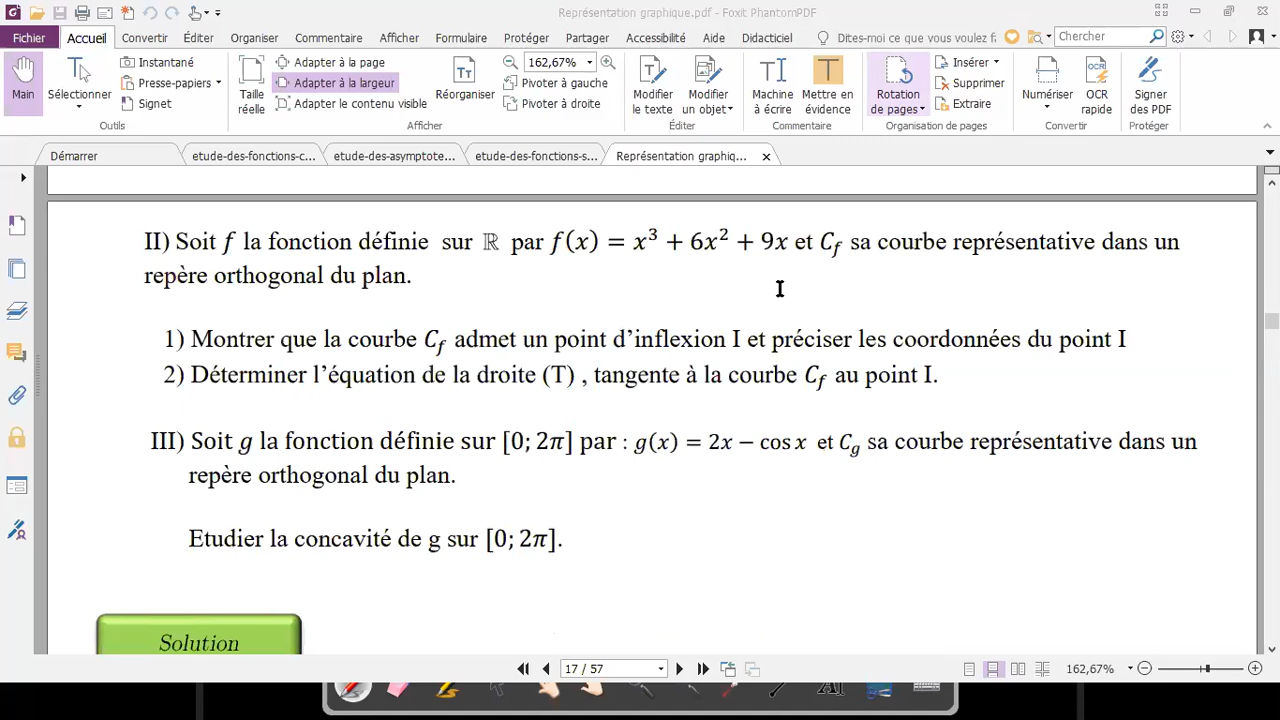 Représentation graphique.pdf - Foxit PhantomPDF
Fichier Accueil Convertir Éditer Organiser Commentaire Afficher Formulaire Protéger Partager Accessibilité Aide Didacticiel Dites-moi ce que vous voulez f. Chercher
Main
Sélectionner
Instantané
Presse-papiers
Signet
Outils
Taille réelle
Adapter à la page
Adapter à la largeur
Adapter le contenu visible
Réorganiser
162,67%
Pivoter à gauche
Pivoter à droite
Afficher
Modifier le texte
Modifier un objet
Éditer
Machine à écrire
Mettre en évidence
Commentaire
Rotation de pages
Insérer
Supprimer
Extraire
Organisation de pages
Numériser
OCR rapide
Convertir
Signer des PDF
Protéger
Démarrer etude-des-fonctions-c... etude-des-asymptote... etude-des-fonctions-s... Représentation graphiq...
II) Soit f la fonction définie sur ℝ par f(x) = x³ + 6x² + 9x et C_f sa courbe représentative dans un
repère orthogonal du plan.
1) Montrer que la courbe C_f admet un point d’inflexion I et préciser les coordonnées du point I
2) Déterminer l’équation de la droite (T) , tangente à la courbe C_f au point I.
III) Soit g la fonction définie sur [0; 2π] par : g(x) = 2x − cos x et C_g sa courbe représentative dans un
repère orthogonal du plan.
Etudier la concavité de g sur [0; 2π].
Solution
17 / 57
162,67%
AI